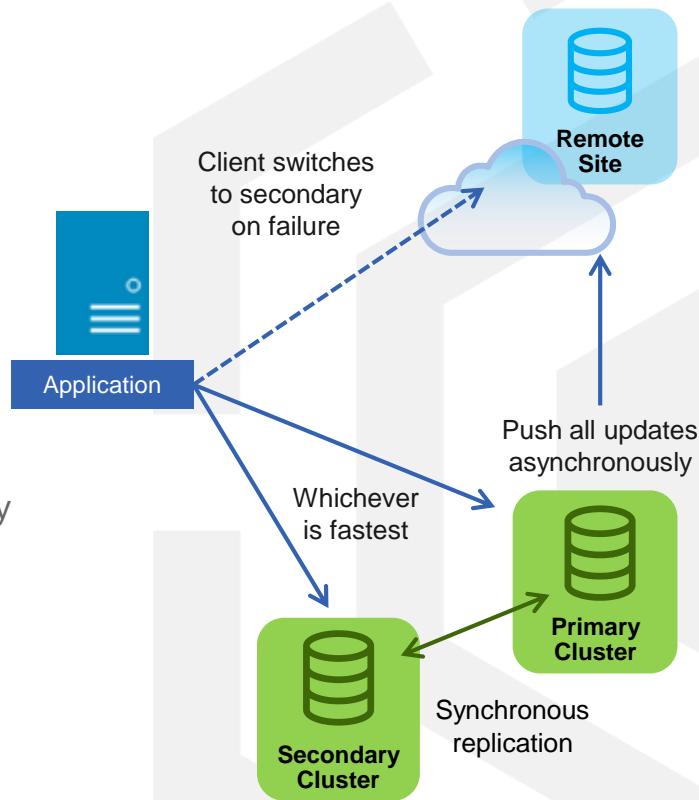 Remote
Site
Client switches
to secondary
on failure
Application
Push all updates
asynchronously
Whichever
is fastest
y
Primary
Cluster
Synchronous
replication
Secondary
Cluster